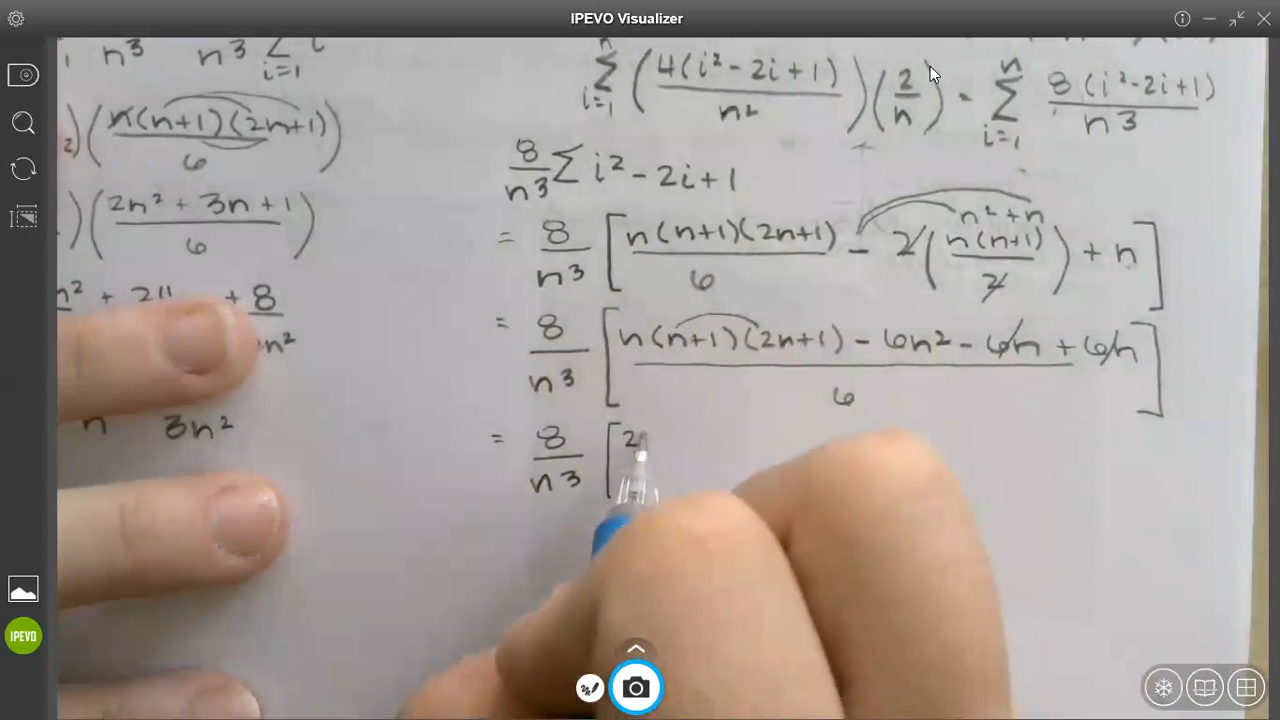 IPEVO Visualizer
n³ n³ Σ i=1 i
(n(n+1)(2n+1)/6)
(2n² + 3n + 1 / 6)
+ 8
n²
n 3n²
n Σ i=1 (4(i² - 2i + 1) / n²)(2/n) = n Σ i=1 8(i² - 2i + 1) / n³
8/n³ Σ i² - 2i + 1
n² + n
= 8/n³ [n(n+1)(2n+1)/6 - 2(n(n+1)/2) + n]
= 8/n³ [n(n+1)(2n+1) - 6n² - 6n + 6n / 6]
= 8/n³ [2
IPEVO